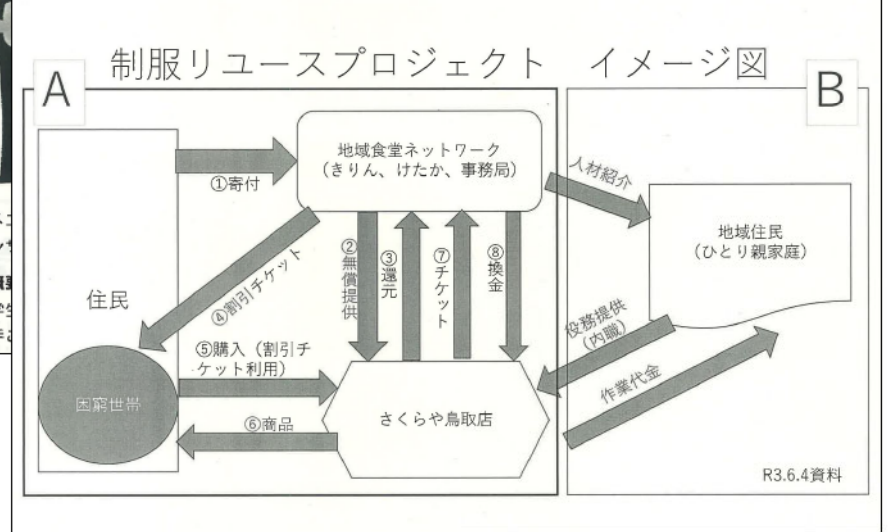 制服リユースプロジェクト　イメージ図
A
B
地域食堂ネットワーク
（きりん、けたか、事務局）
①寄付
人材紹介
地域住民
（ひとり親家庭）
住民
④割引チケット
②無償提供
③還元
⑦チケット
⑧換金
⑤購入（割引チ
ケット利用）
役務提供
（内職）
困窮世帯
⑥商品
さくらや鳥取店
作業代金
R3.6.4資料